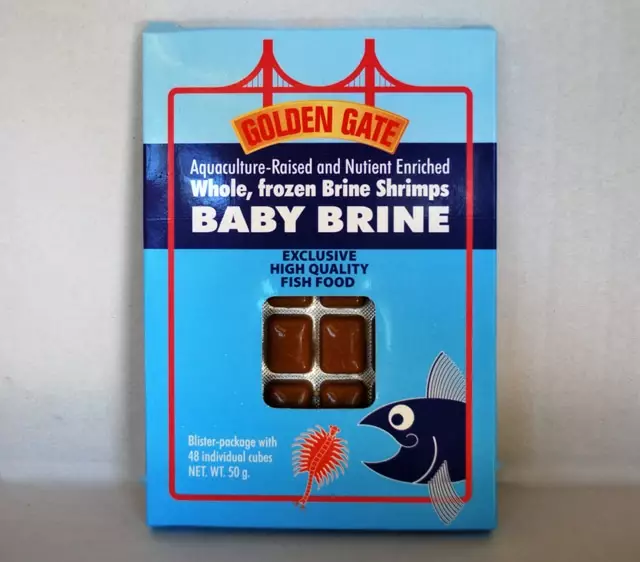 GOLDEN GATE
Aquaculture-Raised and Nutient Enriched
Whole, frozen Brine Shrimps
BABY BRINE
EXCLUSIVE
HIGH QUALITY
FISH FOOD
Blister-package with
48 individual cubes
NET. WT. 50 g.